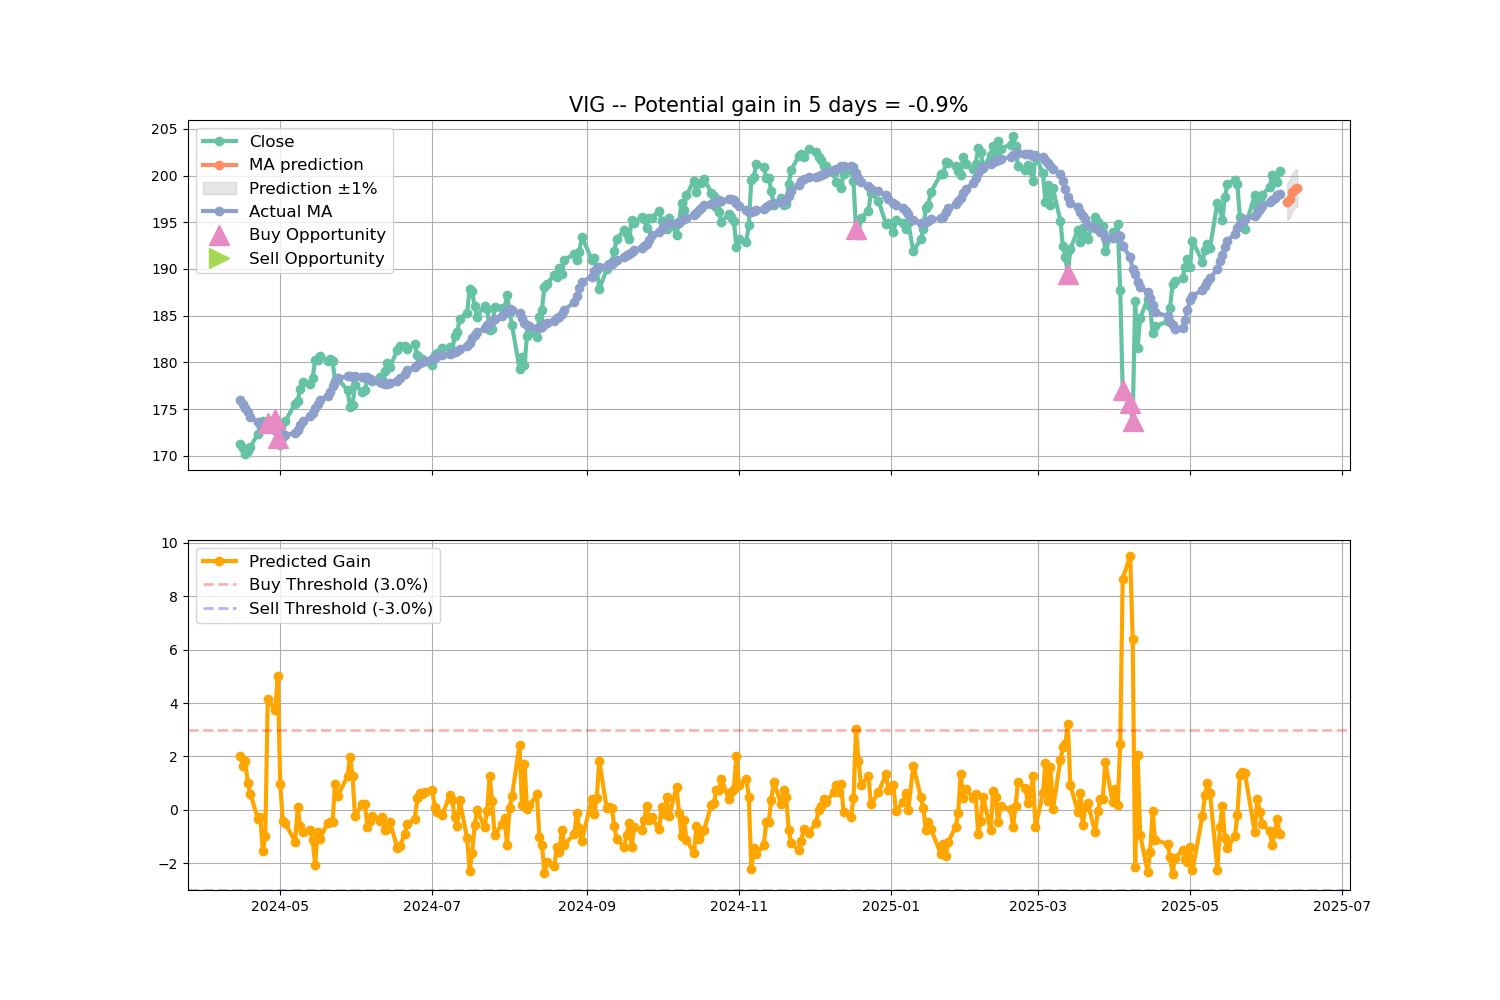 VIG -- Potential gain in 5 days = -0.9%
205
200
195
190
185
180
175
170
Close
MA prediction
Prediction ±1%
Actual MA
Buy Opportunity
Sell Opportunity
10
8
6
4
2
0
−2
Predicted Gain
Buy Threshold (3.0%)
Sell Threshold (-3.0%)
2024-05
2024-07
2024-09
2024-11
2025-01
2025-03
2025-05
2025-07